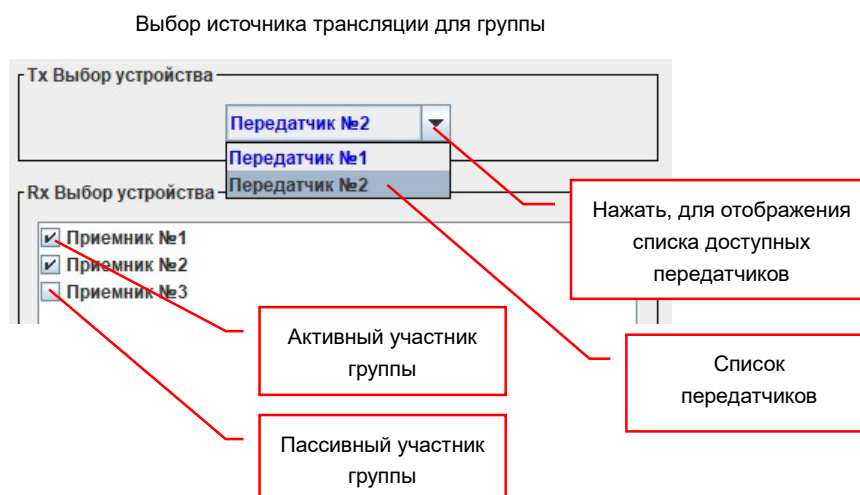 Выбор источника трансляции для группы
Tx Выбор устройства
Передатчик №2
Передатчик №1
Передатчик №2
Rx Выбор устройства
Приемник №1
Приемник №2
Приемник №3
Нажать, для отображения
списка доступных
передатчиков
Активный участник
группы
Список
передатчиков
Пассивный участник
группы